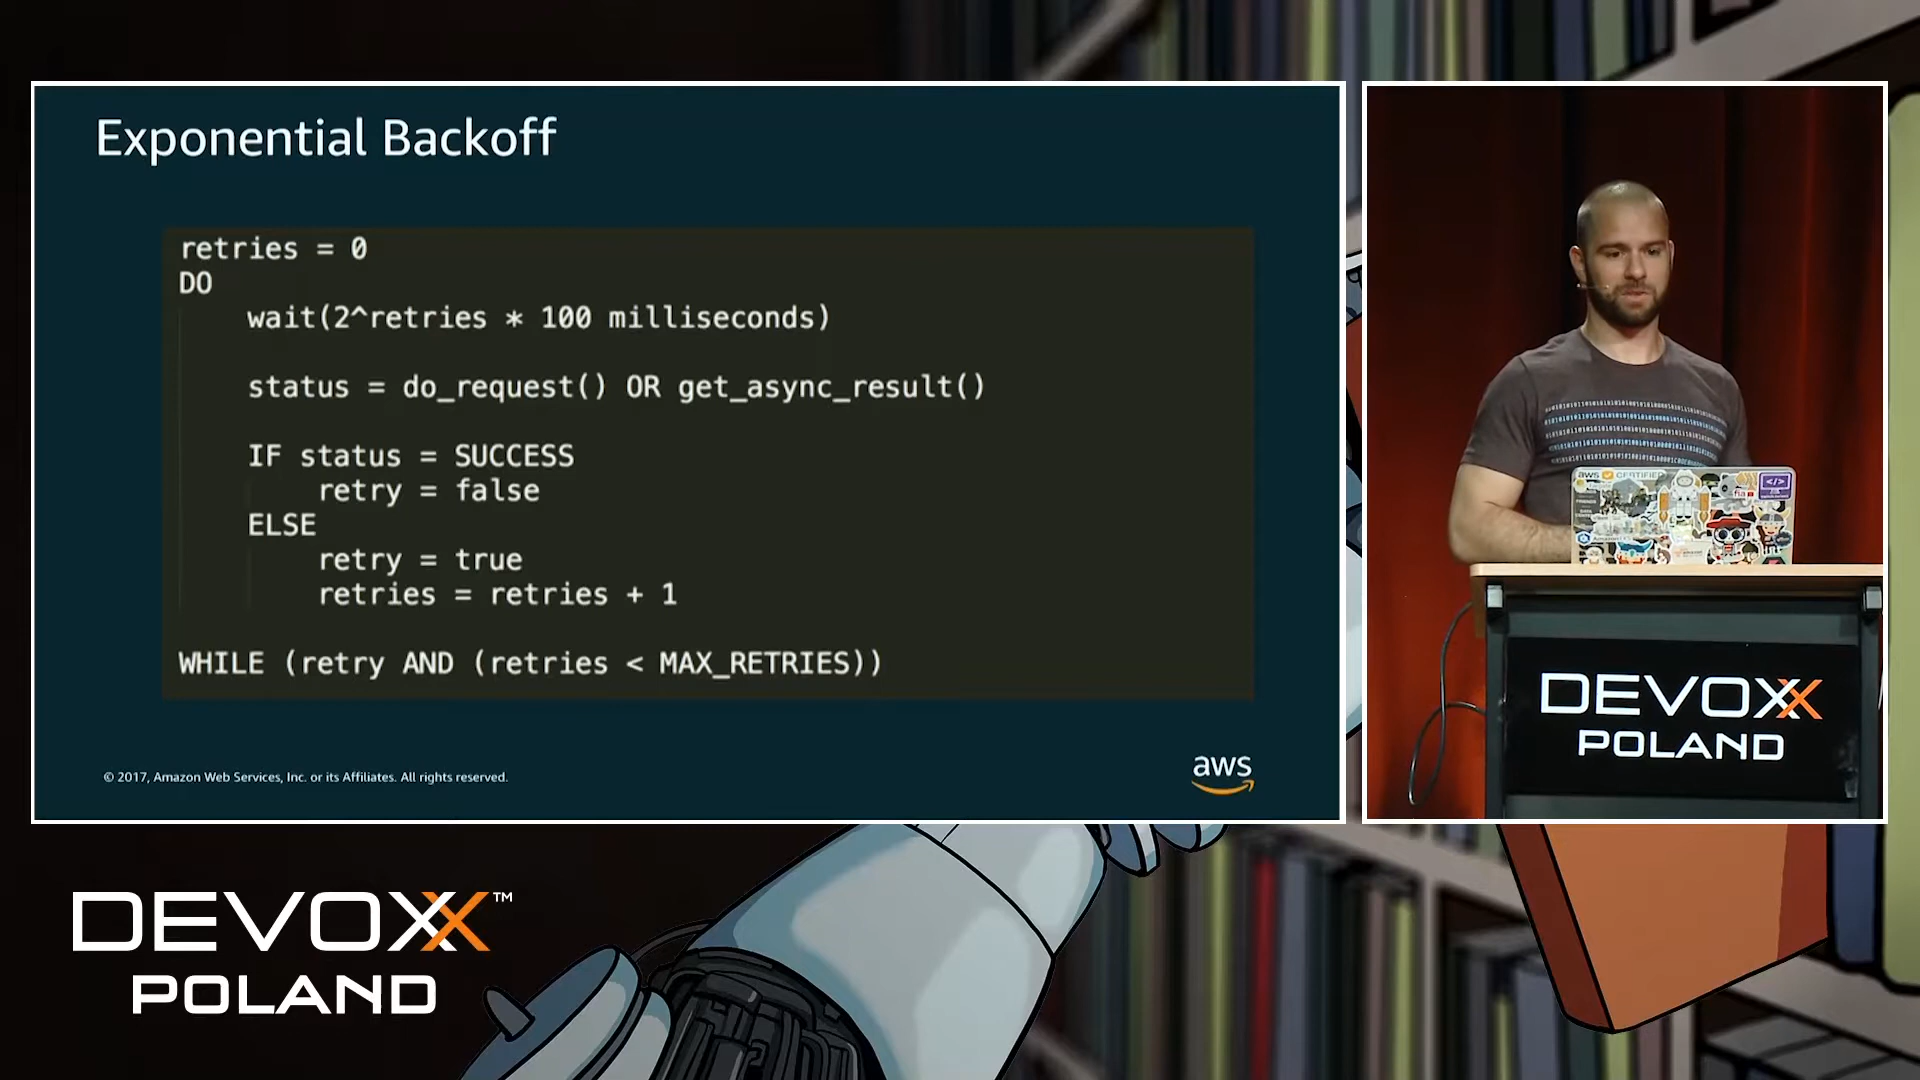 Exponential Backoff
retries = 0
DO
wait(2^retries * 100 milliseconds)
status = do_request() OR get_async_result()
IF status = SUCCESS
retry = false
ELSE
retry = true
retries = retries + 1
WHILE (retry AND (retries < MAX_RETRIES))
© 2017, Amazon Web Services, Inc. or its Affiliates. All rights reserved.
aws
aws CERTIFIED
</>
DEVOXX
POLAND
DEVOXX™
POLAND